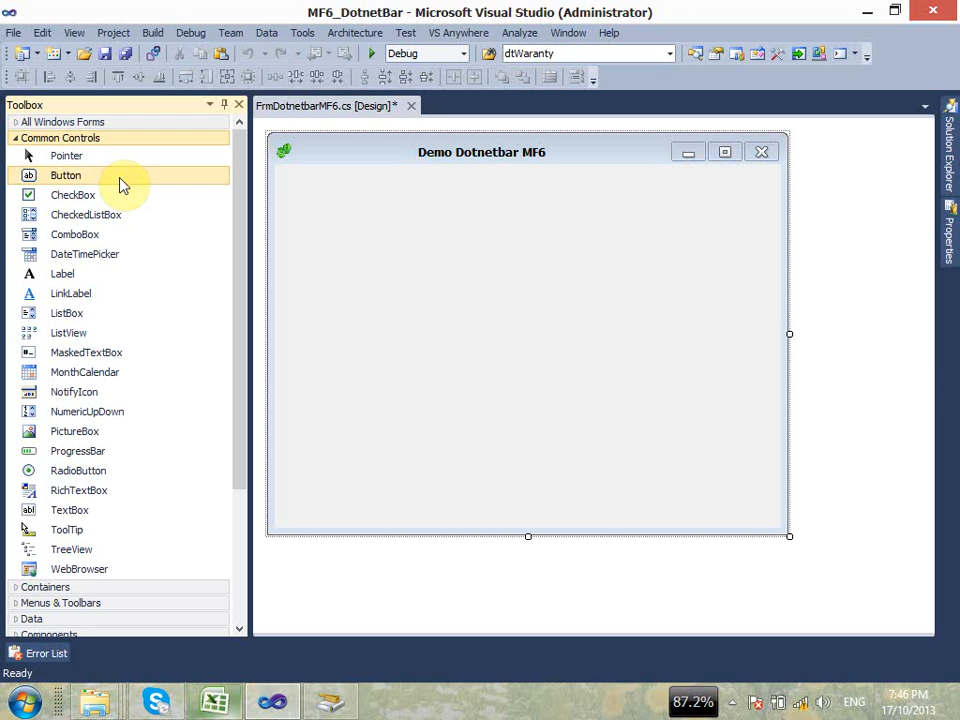 MF6_DotnetBar - Microsoft Visual Studio (Administrator)
File Edit View Project Build Debug Team Data Tools Architecture Test VS Anywhere Analyze Window Help
Debug dtWaranty
Toolbox
FrmDotnetbarMF6.cs [Design]*
All Windows Forms
Common Controls
Pointer
ab Button
CheckBox
CheckedListBox
ComboBox
DateTimePicker
A Label
A LinkLabel
ListBox
ListView
MaskedTextBox
MonthCalendar
NotifyIcon
NumericUpDown
PictureBox
ProgressBar
RadioButton
RichTextBox
abl TextBox
ToolTip
TreeView
WebBrowser
Containers
Menus & Toolbars
Data
Components
Demo Dotnetbar MF6
Solution Explorer
Properties
Error List
Ready
87.2%
ENG
7:46 PM
17/10/2013